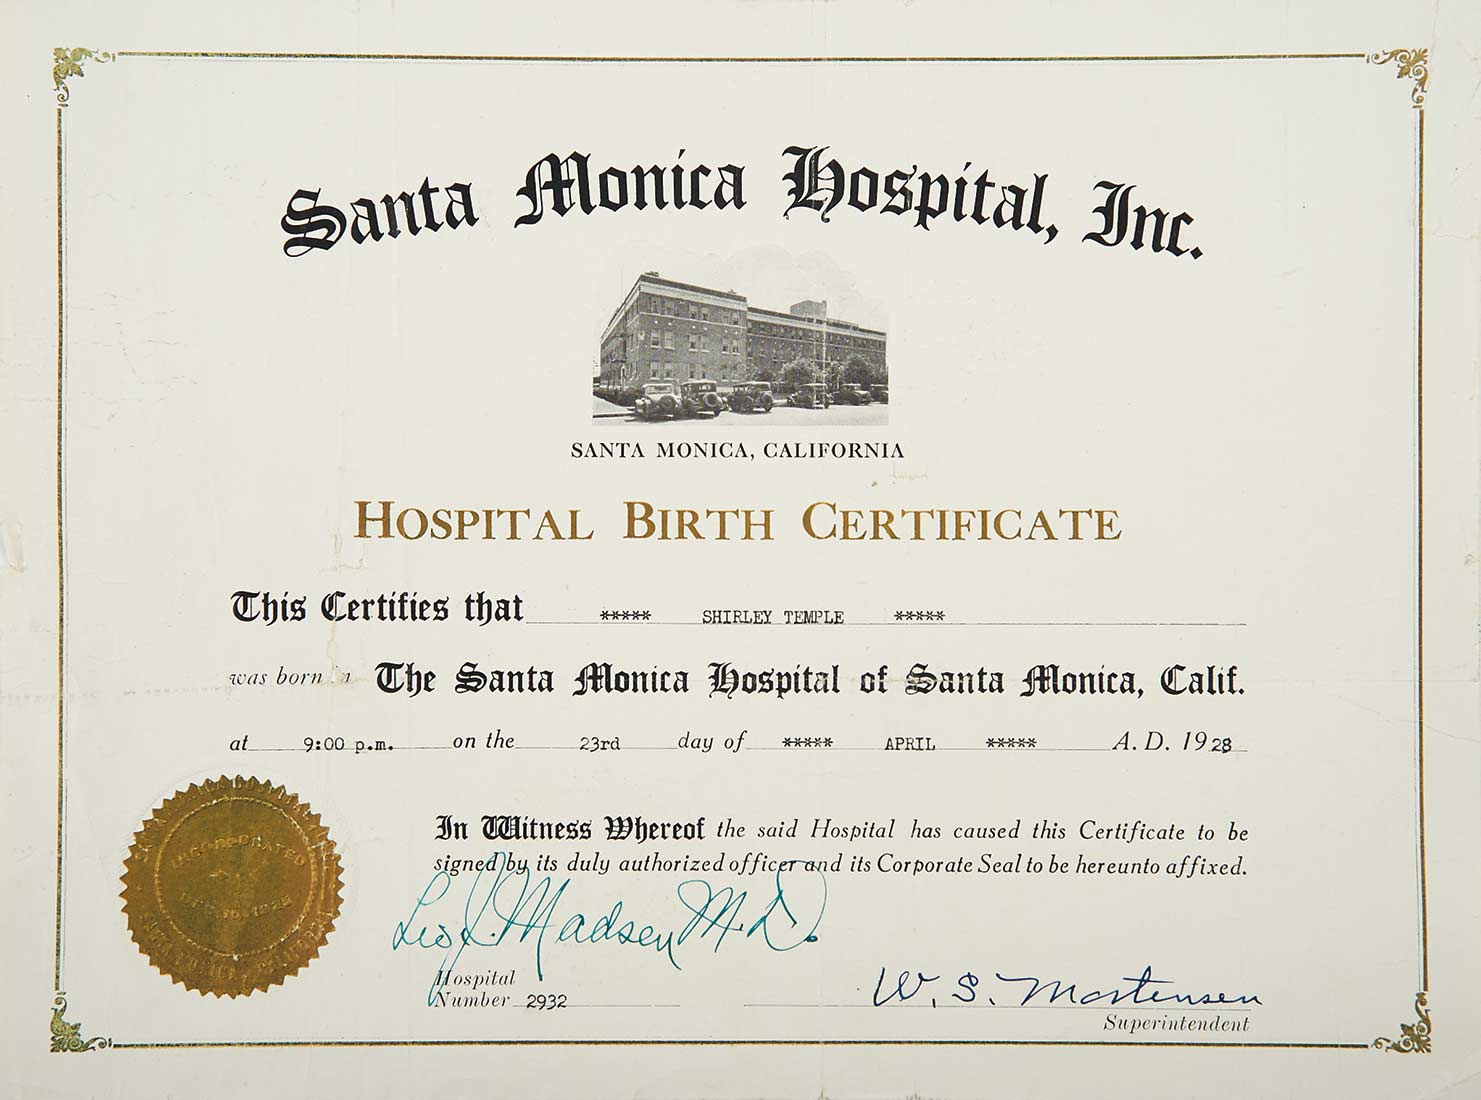 Santa Monica Hospital, Inc.
SANTA MONICA, CALIFORNIA
HOSPITAL BIRTH CERTIFICATE
This Certifies that ***** SHIRLEY TEMPLE *****
was born in The Santa Monica Hospital of Santa Monica, Calif.
at 9:00 p.m. on the 23rd day of ***** APRIL ***** A. D. 1928
In Witness Whereof the said Hospital has caused this Certificate to be
signed by its duly authorized officer and its Corporate Seal to be hereunto affixed.
INCORPORATED
Madsen M.D.
Hospital
Number 2932
W. S. Mortensen
Superintendent